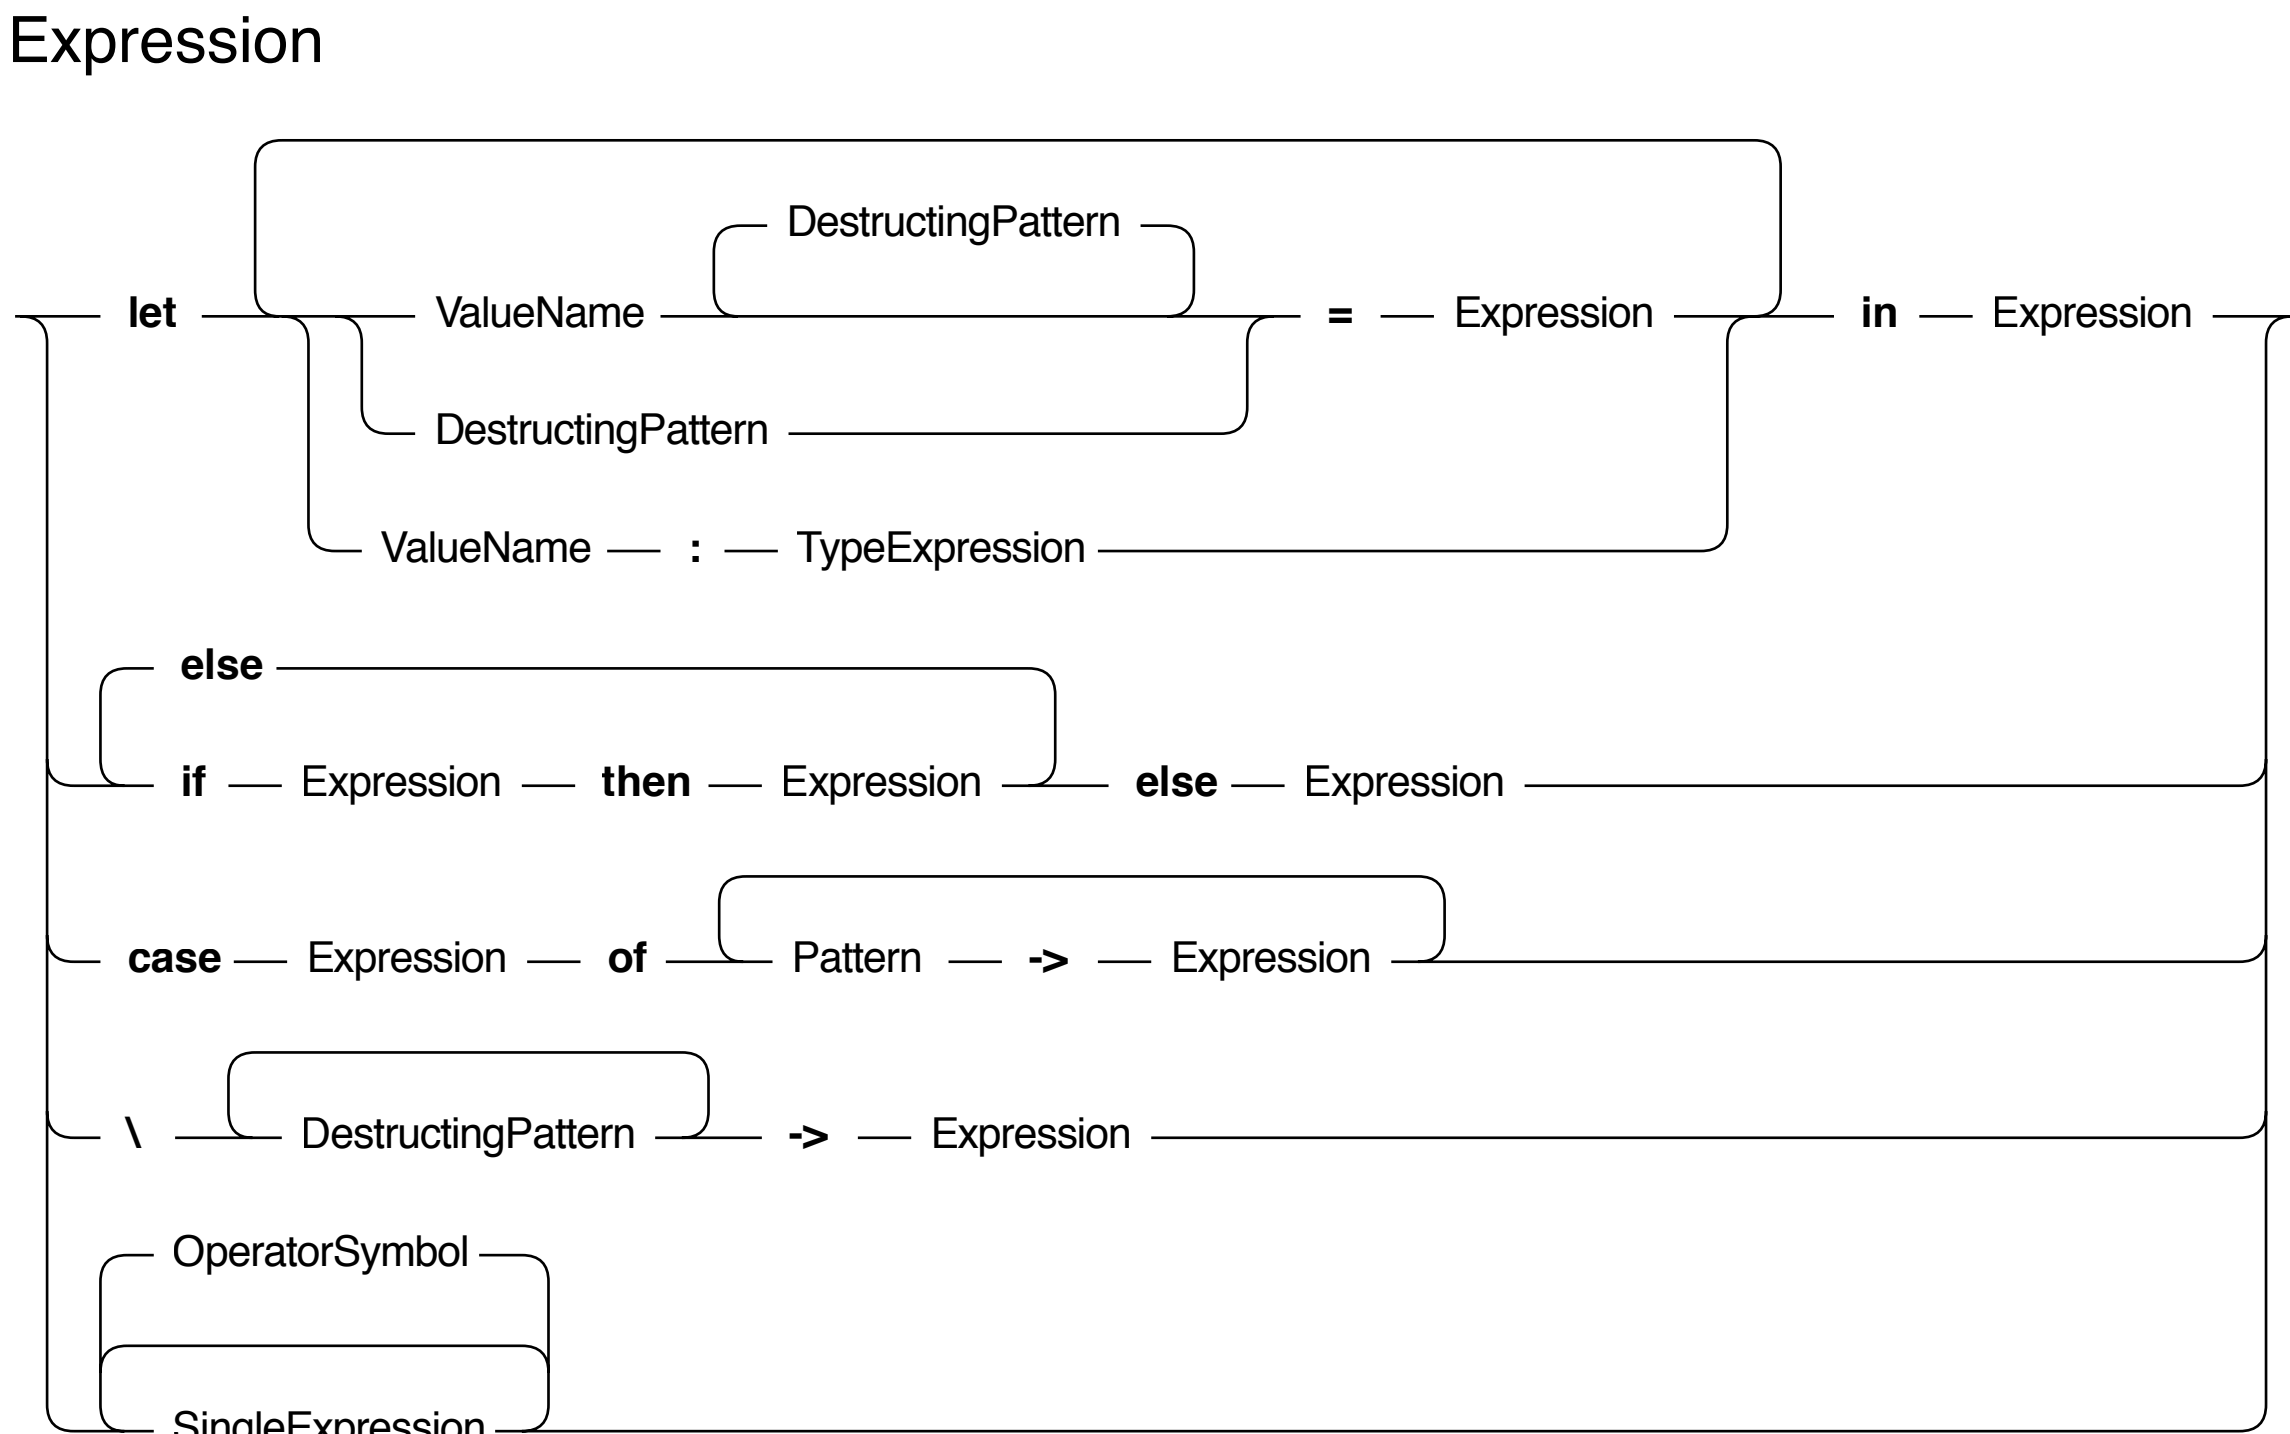 Expression
DestructingPattern
let ValueName = Expression in Expression
DestructingPattern
ValueName : TypeExpression
else
if Expression then Expression else Expression
case Expression of Pattern -> Expression
\ DestructingPattern -> Expression
OperatorSymbol
SingleExpression